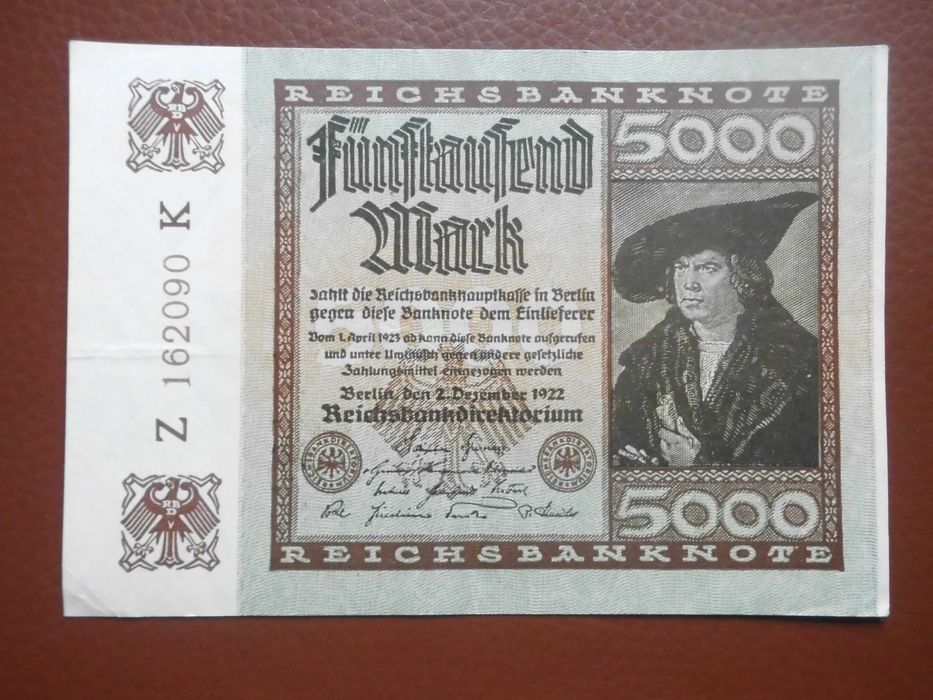 REICHSBANKNOTE
5000
Fünftausend
Mark
zahlt die Reichsbankhauptkasse in Berlin
gegen diese Banknote dem Einlieferer
Vom 1. April 1923 ab kann diese Banknote aufgerufen
und unter Umtausch gegen andere gesetzliche
Zahlungsmittel eingezogen werden
Berlin, den 2. Dezember 1922
Reichsbankdirektorium
5000
REICHSBANKNOTE
Z 162090 K
RB
D
V
RB
D
V